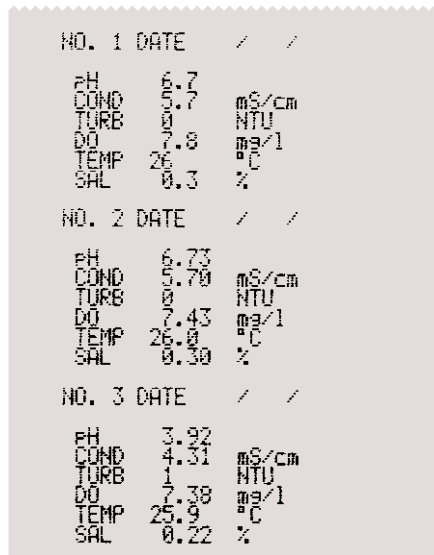 NO. 1 DATE / /
pH 6.7
COND 5.7 mS/cm
TURB 0 NTU
DO 7.8 mg/l
TEMP 26 °C
SAL 0.3 %
NO. 2 DATE / /
pH 6.73
COND 5.70 mS/cm
TURB 0 NTU
DO 7.43 mg/l
TEMP 26.0 °C
SAL 0.30 %
NO. 3 DATE / /
pH 3.92
COND 4.31 mS/cm
TURB 1 NTU
DO 7.38 mg/l
TEMP 25.9 °C
SAL 0.22 %